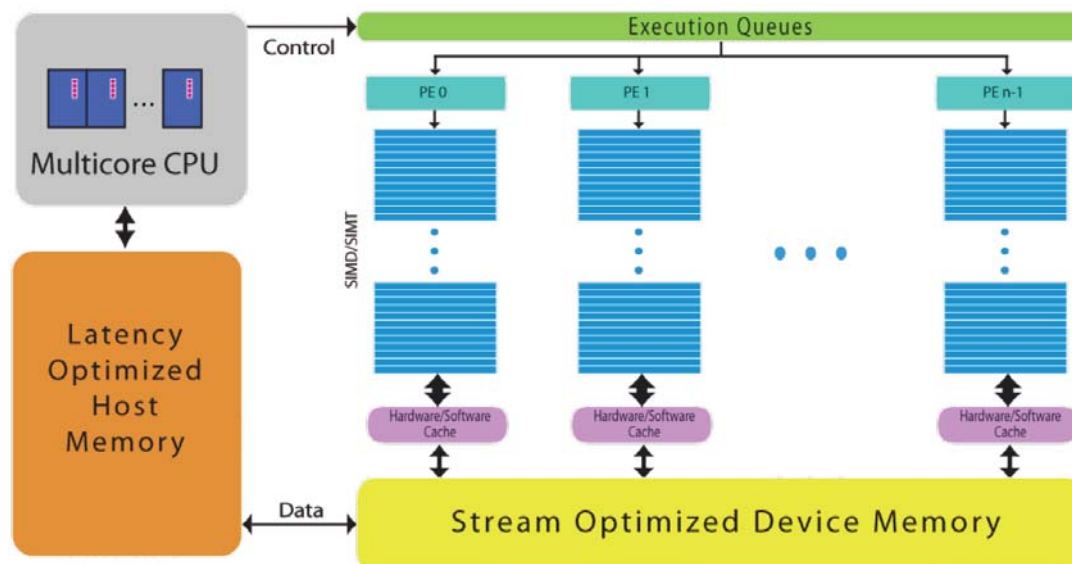 Execution Queues
Control
PE 0
PE 1
PE n-1
...
Multicore CPU
SIMD/SIMT
Latency
Optimized
Host
Memory
Hardware/Software
Cache
Hardware/Software
Cache
Hardware/Software
Cache
Data
Stream Optimized Device Memory